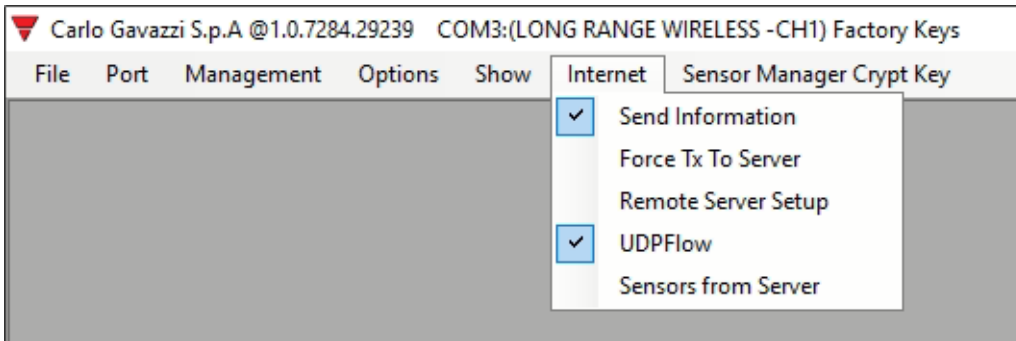 Carlo Gavazzi S.p.A @1.0.7284.29239 COM3:(LONG RANGE WIRELESS -CH1) Factory Keys
File Port Management Options Show Internet Sensor Manager Crypt Key
Send Information
Force Tx To Server
Remote Server Setup
UDPFlow
Sensors from Server